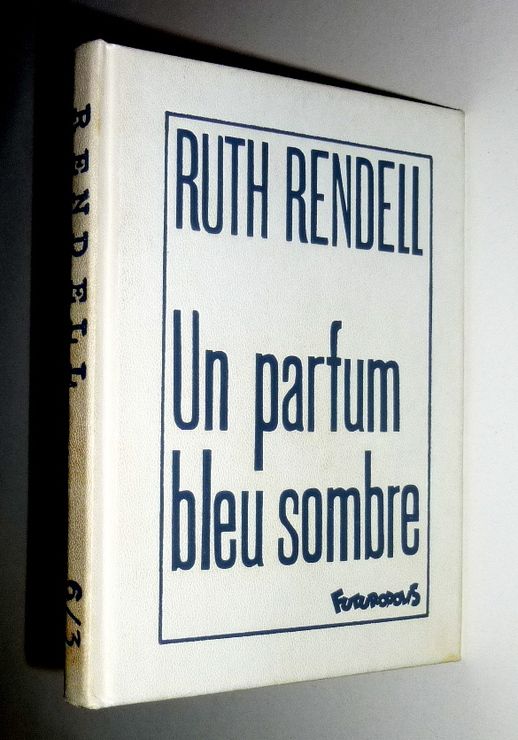 RUTH RENDELL
Un parfum
bleu sombre
FUTUROPOLIS
RENDELL
6/3